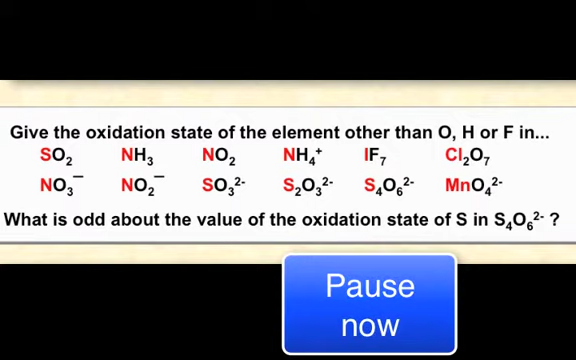 Give the oxidation state of the element other than O, H or F in...
SO₂ NH₃ NO₂ NH₄⁺ IF₇ Cl₂O₇
NO₃⁻ NO₂⁻ SO₃²⁻ S₂O₃²⁻ S₄O₆²⁻ MnO₄²⁻
What is odd about the value of the oxidation state of S in S₄O₆²⁻ ?
Pause
now